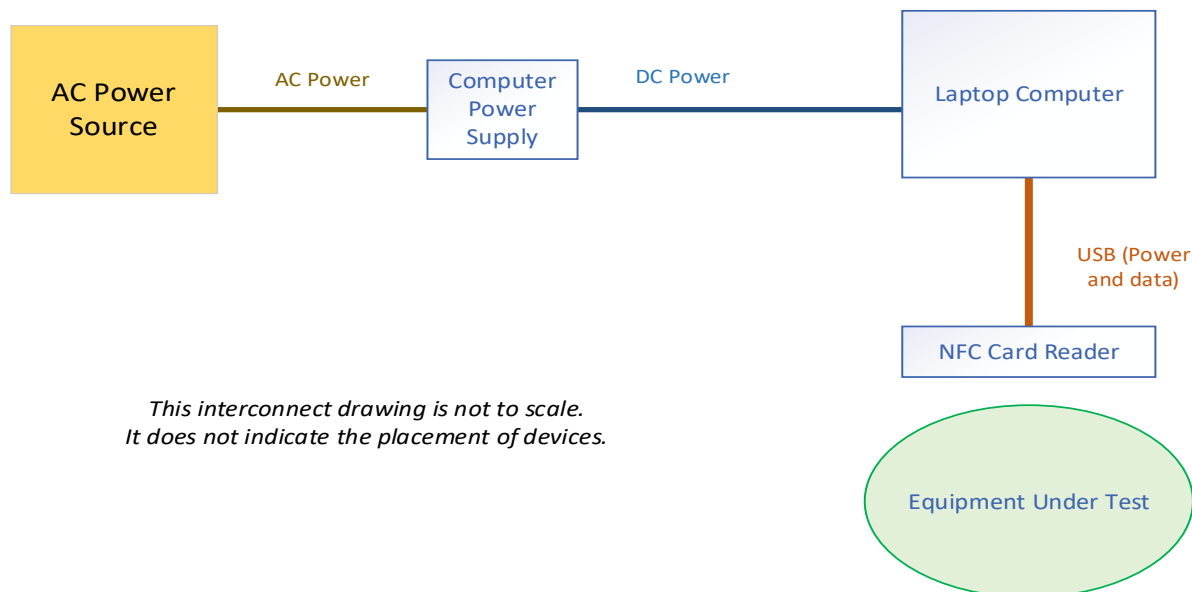 AC Power
Source
AC Power
Computer
Power
Supply
DC Power
Laptop Computer
USB (Power
and data)
NFC Card Reader
This interconnect drawing is not to scale.
It does not indicate the placement of devices.
Equipment Under Test